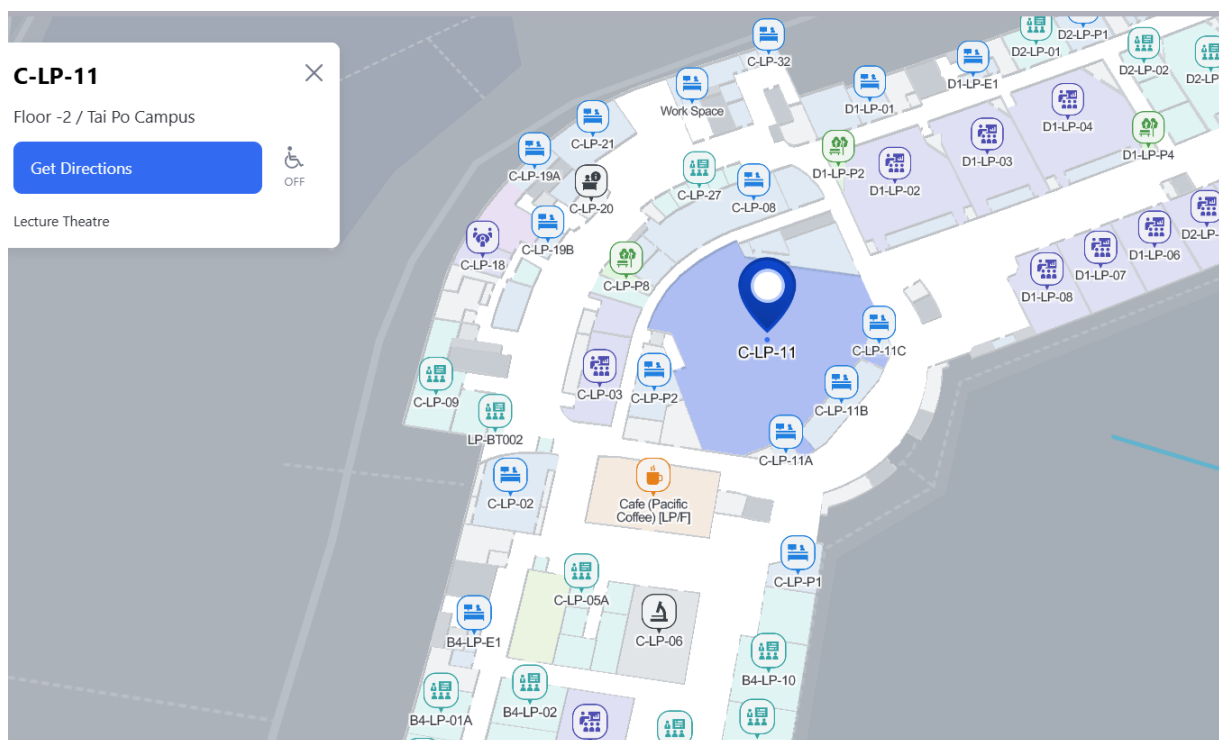 C-LP-11
Floor -2 / Tai Po Campus
Get Directions
OFF
Lecture Theatre
C-LP-32
D2-LP-01
D2-LP-P1
D2-LP-02
Work Space
D1-LP-01
D1-LP-E1
D1-LP-04
C-LP-21
C-LP-19A
C-LP-20
C-LP-27
C-LP-08
D1-LP-P2
D1-LP-02
D1-LP-03
D1-LP-P4
C-LP-18
C-LP-19B
C-LP-P8
D1-LP-08
D1-LP-07
D1-LP-06
C-LP-11
C-LP-11C
C-LP-09
C-LP-03
C-LP-P2
C-LP-11B
LP-BT002
C-LP-11A
C-LP-02
Cafe (Pacific
Coffee) [LP/F]
C-LP-05A
C-LP-P1
B4-LP-E1
C-LP-06
B4-LP-10
B4-LP-01A
B4-LP-02